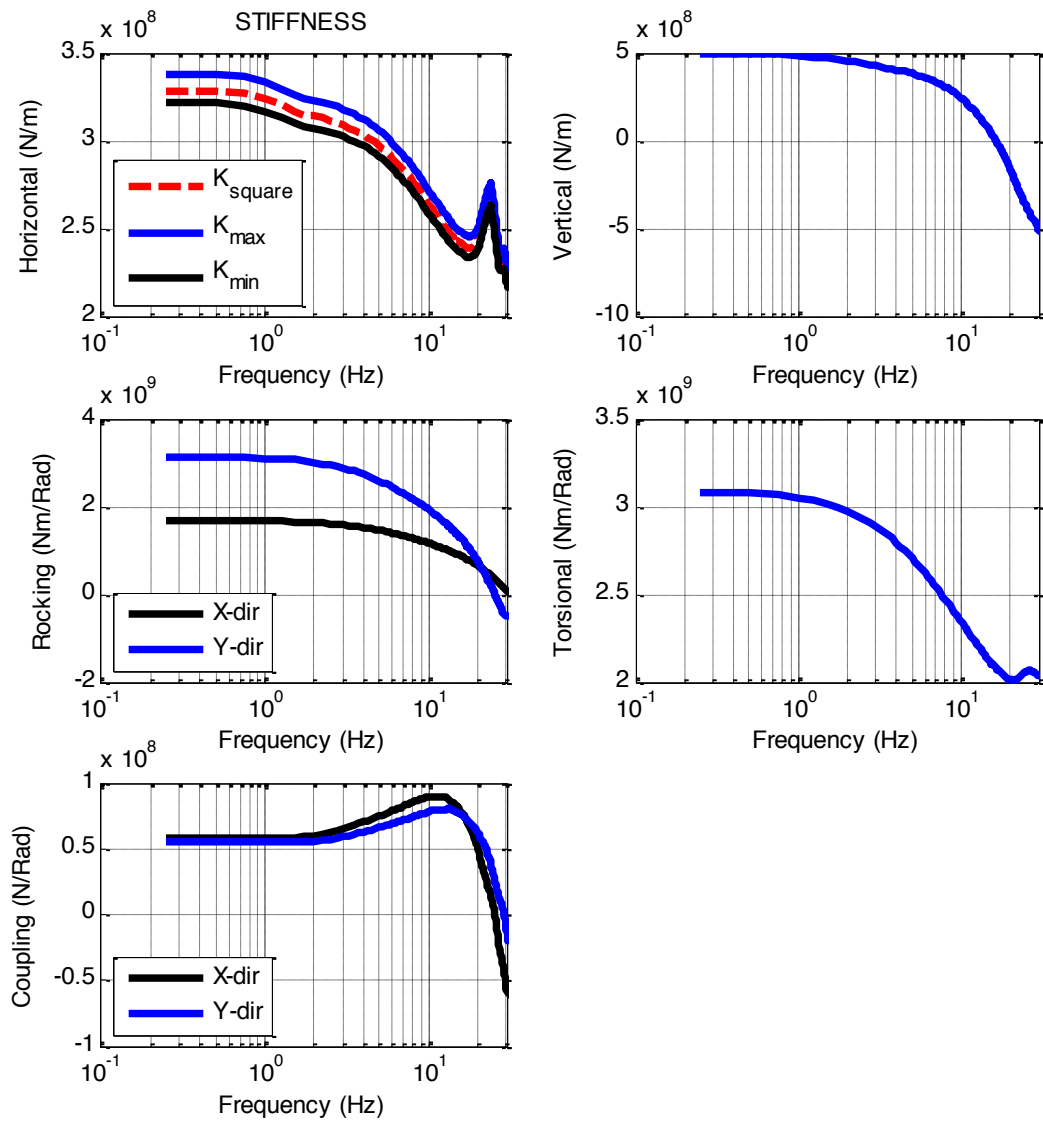 STIFFNESS
x 10^8
3.5
3
2.5
2
Horizontal (N/m)
K_square
K_max
K_min
10^-1
10^0
10^1
Frequency (Hz)
x 10^8
5
0
-5
-10
Vertical (N/m)
10^-1
10^0
10^1
Frequency (Hz)
x 10^9
4
2
0
-2
Rocking (Nm/Rad)
X-dir
Y-dir
10^-1
10^0
10^1
Frequency (Hz)
x 10^9
3.5
3
2.5
2
Torsional (Nm/Rad)
10^-1
10^0
10^1
Frequency (Hz)
x 10^8
1
0.5
0
-0.5
-1
Coupling (N/Rad)
X-dir
Y-dir
10^-1
10^0
10^1
Frequency (Hz)